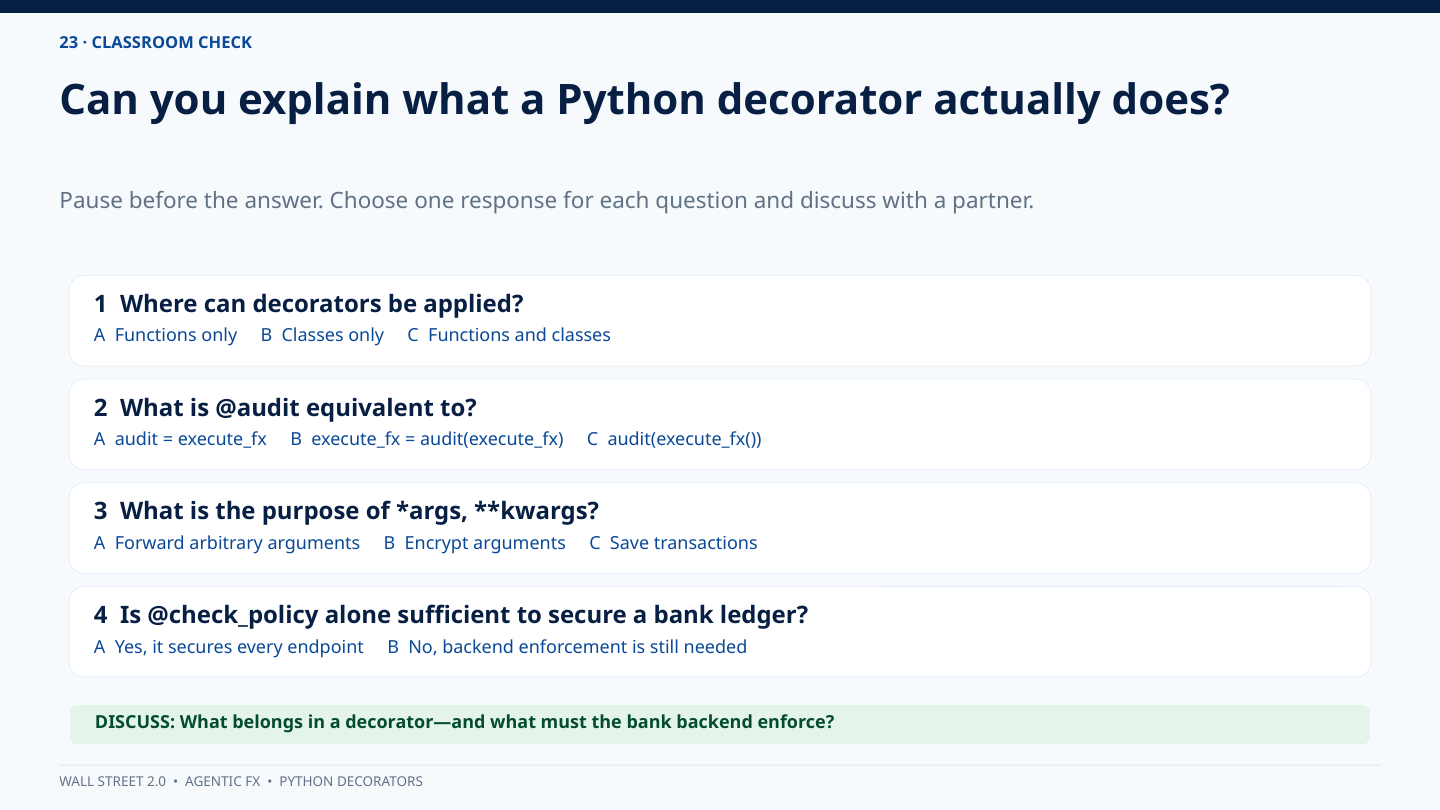 23 · CLASSROOM CHECK
Can you explain what a Python decorator actually does?
Pause before the answer. Choose one response for each question and discuss with a partner.
1 Where can decorators be applied?
A Functions only B Classes only C Functions and classes
2 What is @audit equivalent to?
A audit = execute_fx B execute_fx = audit(execute_fx) C audit(execute_fx())
3 What is the purpose of *args, **kwargs?
A Forward arbitrary arguments B Encrypt arguments C Save transactions
4 Is @check_policy alone sufficient to secure a bank ledger?
A Yes, it secures every endpoint B No, backend enforcement is still needed
DISCUSS: What belongs in a decorator—and what must the bank backend enforce?
WALL STREET 2.0 • AGENTIC FX • PYTHON DECORATORS